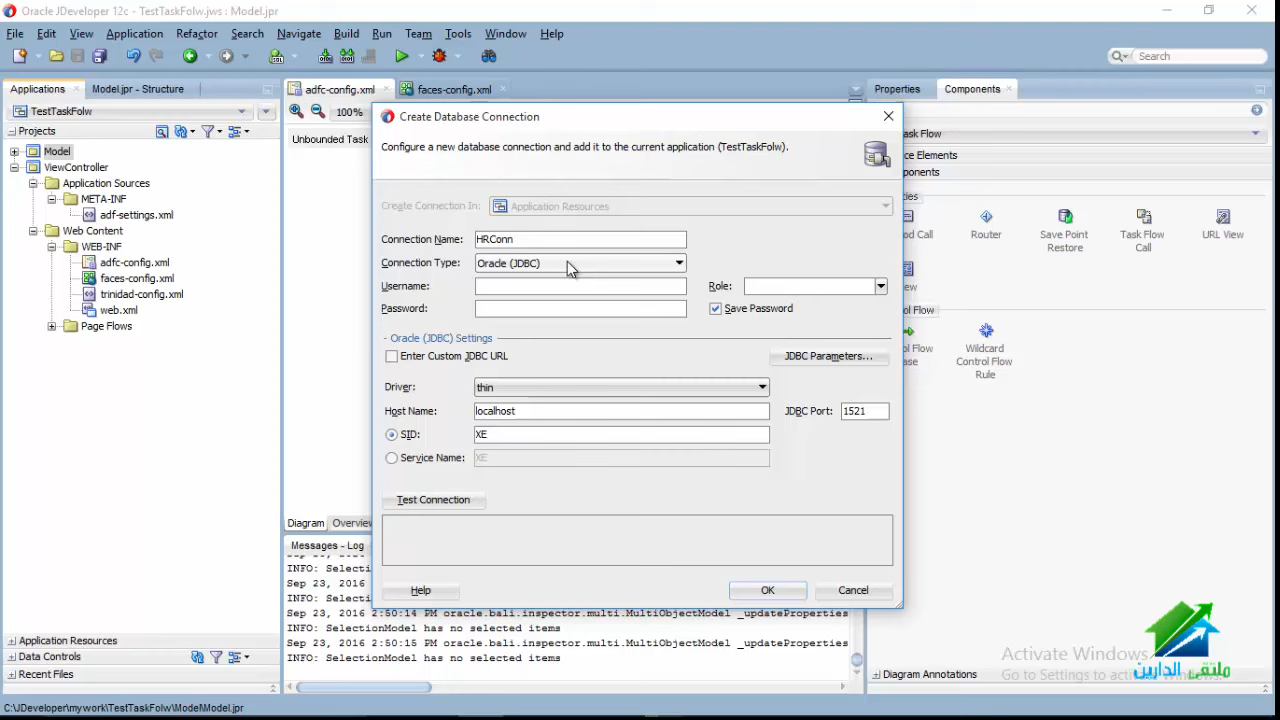 Oracle JDeveloper 12c - TestTaskFolw.jws : Model.jpr
File Edit View Application Refactor Search Navigate Build Run Team Tools Window Help
Search
Applications Model.jpr - Structure
adfc-config.xml faces-config.xml
Properties Components
TestTaskFolw
100%
Projects
Model
ViewController
Application Sources
META-INF
adf-settings.xml
Web Content
WEB-INF
adfc-config.xml
faces-config.xml
trinidad-config.xml
web.xml
Page Flows
Unbounded Task
Create Database Connection
Configure a new database connection and add it to the current application (TestTaskFolw).
Create Connection In: Application Resources
Connection Name: HRConn
Connection Type: Oracle (JDBC)
Username: Role:
Password: Save Password
Oracle (JDBC) Settings
Enter Custom JDBC URL JDBC Parameters...
Driver: thin
Host Name: localhost JDBC Port: 1521
SID: XE
Service Name: XE
Test Connection
Help OK Cancel
ask Flow
ce Elements
ponents
ies
od Call Router Save Point Restore Task Flow Call URL View
ew
ol Flow
ol Flow ase Wildcard Control Flow Rule
Diagram Overview
Messages - Log
Sep 23, 2016
INFO: Selecti
Sep 23, 2016
INFO: Selecti
Sep 23, 2016 2:50:14 PM oracle.bali.inspector.multi.MultiObjectModel _updateProperties
INFO: SelectionModel has no selected items
Sep 23, 2016 2:50:15 PM oracle.bali.inspector.multi.MultiObjectModel _updateProperties
INFO: SelectionModel has no selected items
Application Resources
Data Controls
Recent Files
Diagram Annotations
Activate Windows
Go to Settings to activ
ملتقى الدارين
C:\JDeveloper\mywork\TestTaskFolw\Model\Model.jpr